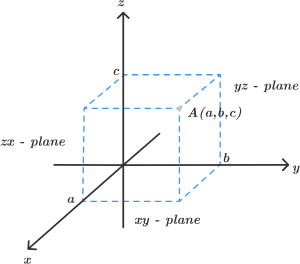 z
c
yz - plane
A(a,b,c)
zx - plane
b
y
a
xy - plane
x